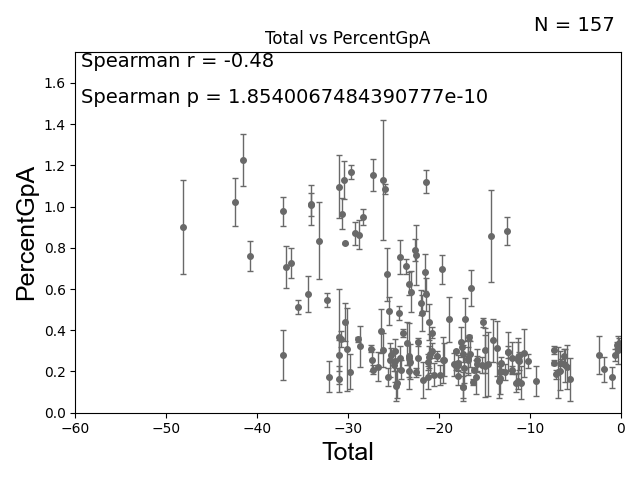 N = 157
Total vs PercentGpA
Spearman r = -0.48
Spearman p = 1.8540067484390777e-10
PercentGpA
1.6
1.4
1.2
1.0
0.8
0.6
0.4
0.2
0.0
−60 −50 −40 −30 −20 −10 0
Total